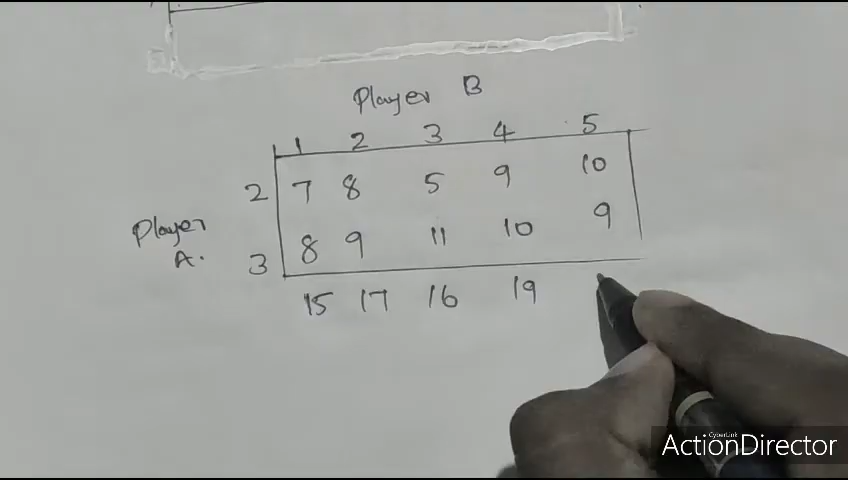 Player B
1 2 3 4 5
2 7 8 5 9 10
Player A. 3 8 9 11 10 9
15 17 16 19
CyberLink
ActionDirector